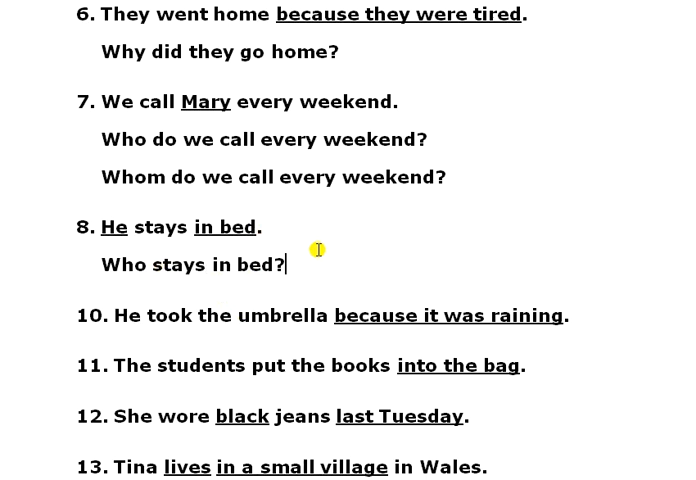 6. They went home because they were tired.
Why did they go home?
7. We call Mary every weekend.
Who do we call every weekend?
Whom do we call every weekend?
8. He stays in bed.
Who stays in bed?
10. He took the umbrella because it was raining.
11. The students put the books into the bag.
12. She wore black jeans last Tuesday.
13. Tina lives in a small village in Wales.